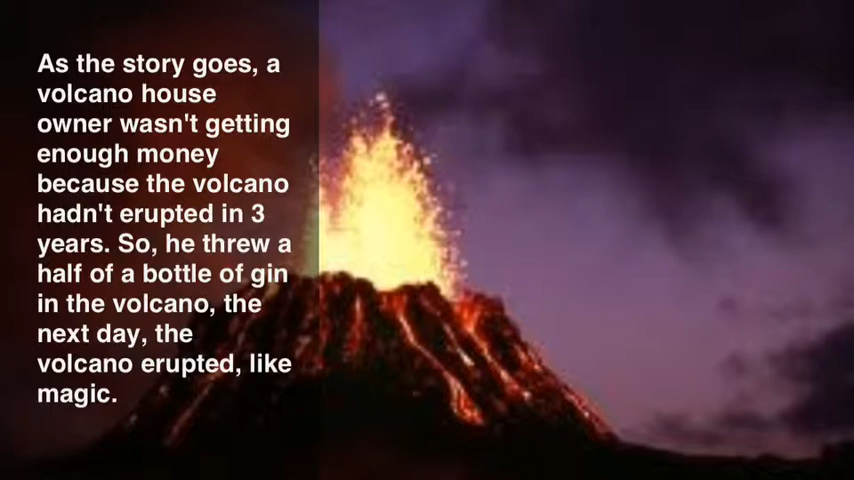 As the story goes, a
volcano house
owner wasn't getting
enough money
because the volcano
hadn't erupted in 3
years. So, he threw a
half of a bottle of gin
in the volcano, the
next day, the
volcano erupted, like
magic.